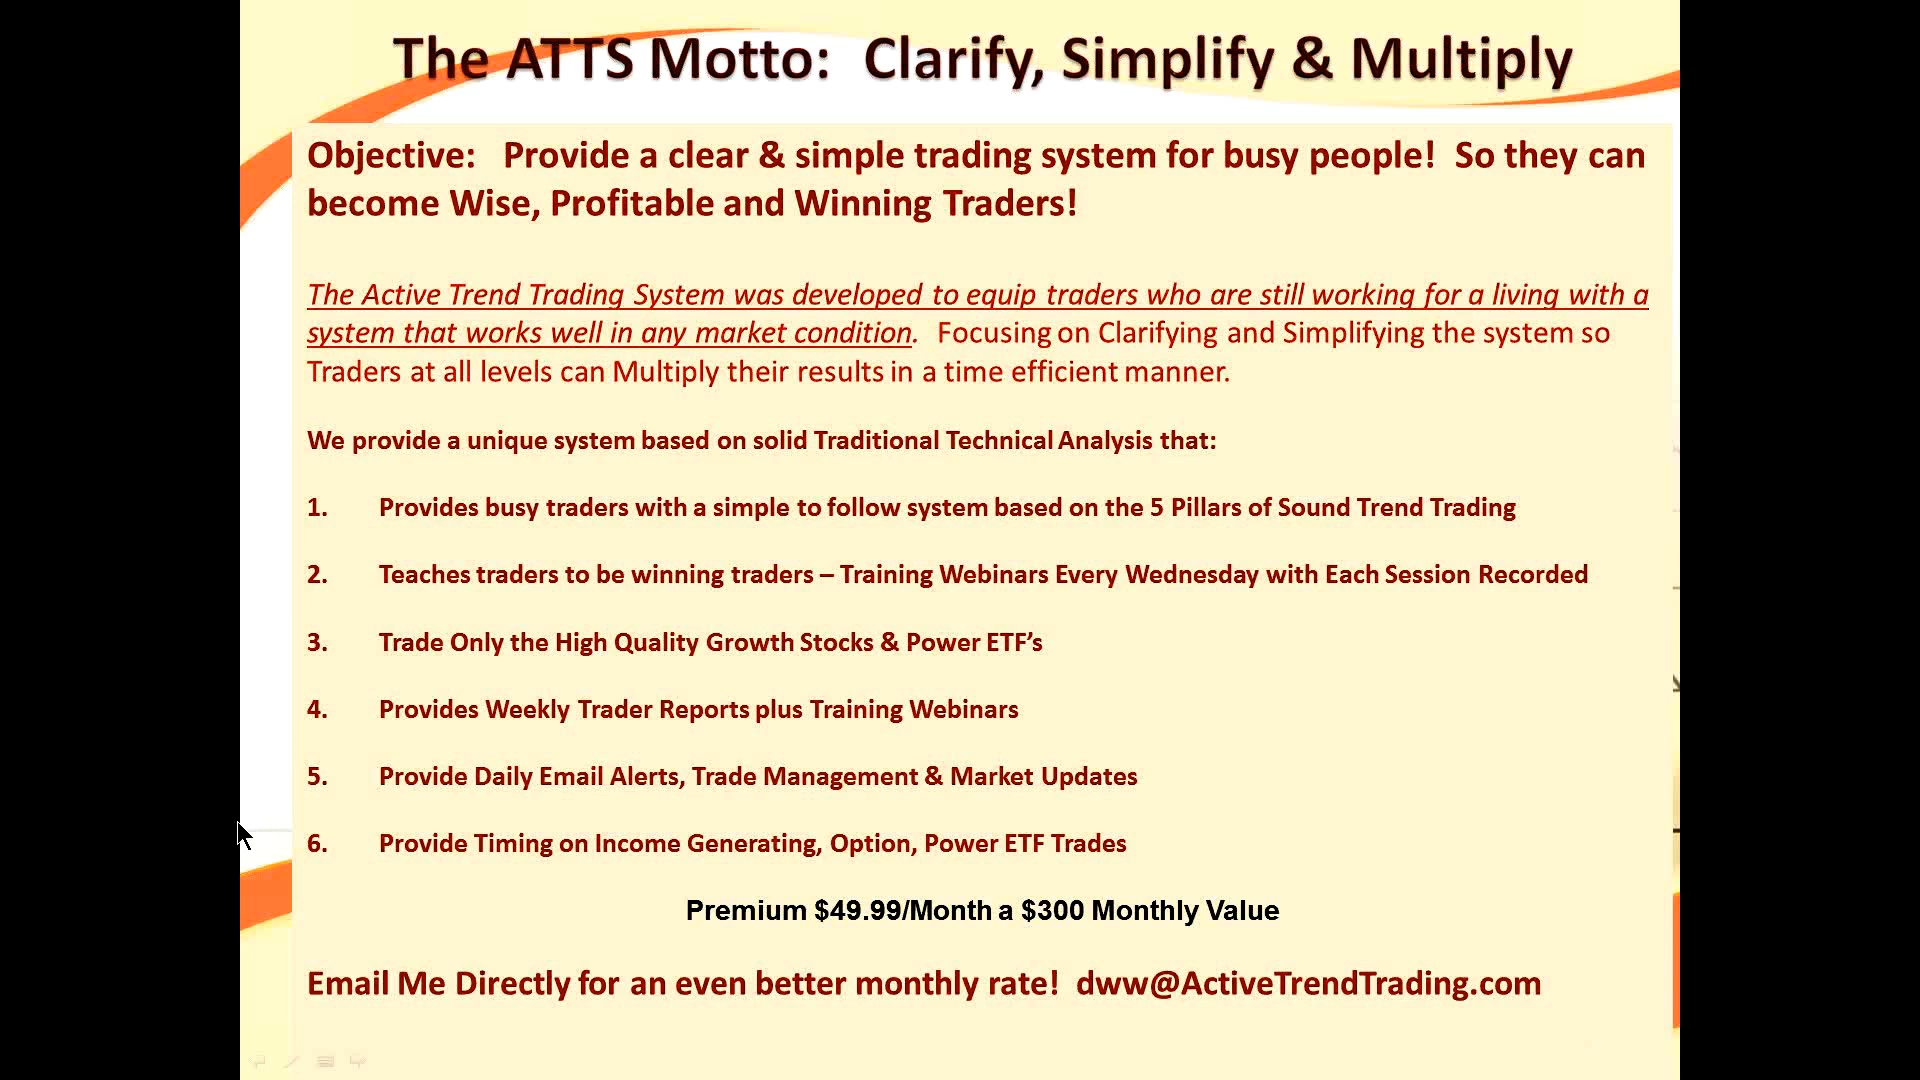 The ATTS Motto:  Clarify, Simplify & Multiply
Objective:   Provide a clear & simple trading system for busy people!  So they can
become Wise, Profitable and Winning Traders!
The Active Trend Trading System was developed to equip traders who are still working for a living with a
system that works well in any market condition.  Focusing on Clarifying and Simplifying the system so
Traders at all levels can Multiply their results in a time efficient manner.
We provide a unique system based on solid Traditional Technical Analysis that:
1. Provides busy traders with a simple to follow system based on the 5 Pillars of Sound Trend Trading
2. Teaches traders to be winning traders – Training Webinars Every Wednesday with Each Session Recorded
3. Trade Only the High Quality Growth Stocks & Power ETF’s
4. Provides Weekly Trader Reports plus Training Webinars
5. Provide Daily Email Alerts, Trade Management & Market Updates
6. Provide Timing on Income Generating, Option, Power ETF Trades
Premium $49.99/Month a $300 Monthly Value
Email Me Directly for an even better monthly rate!  dww@ActiveTrendTrading.com